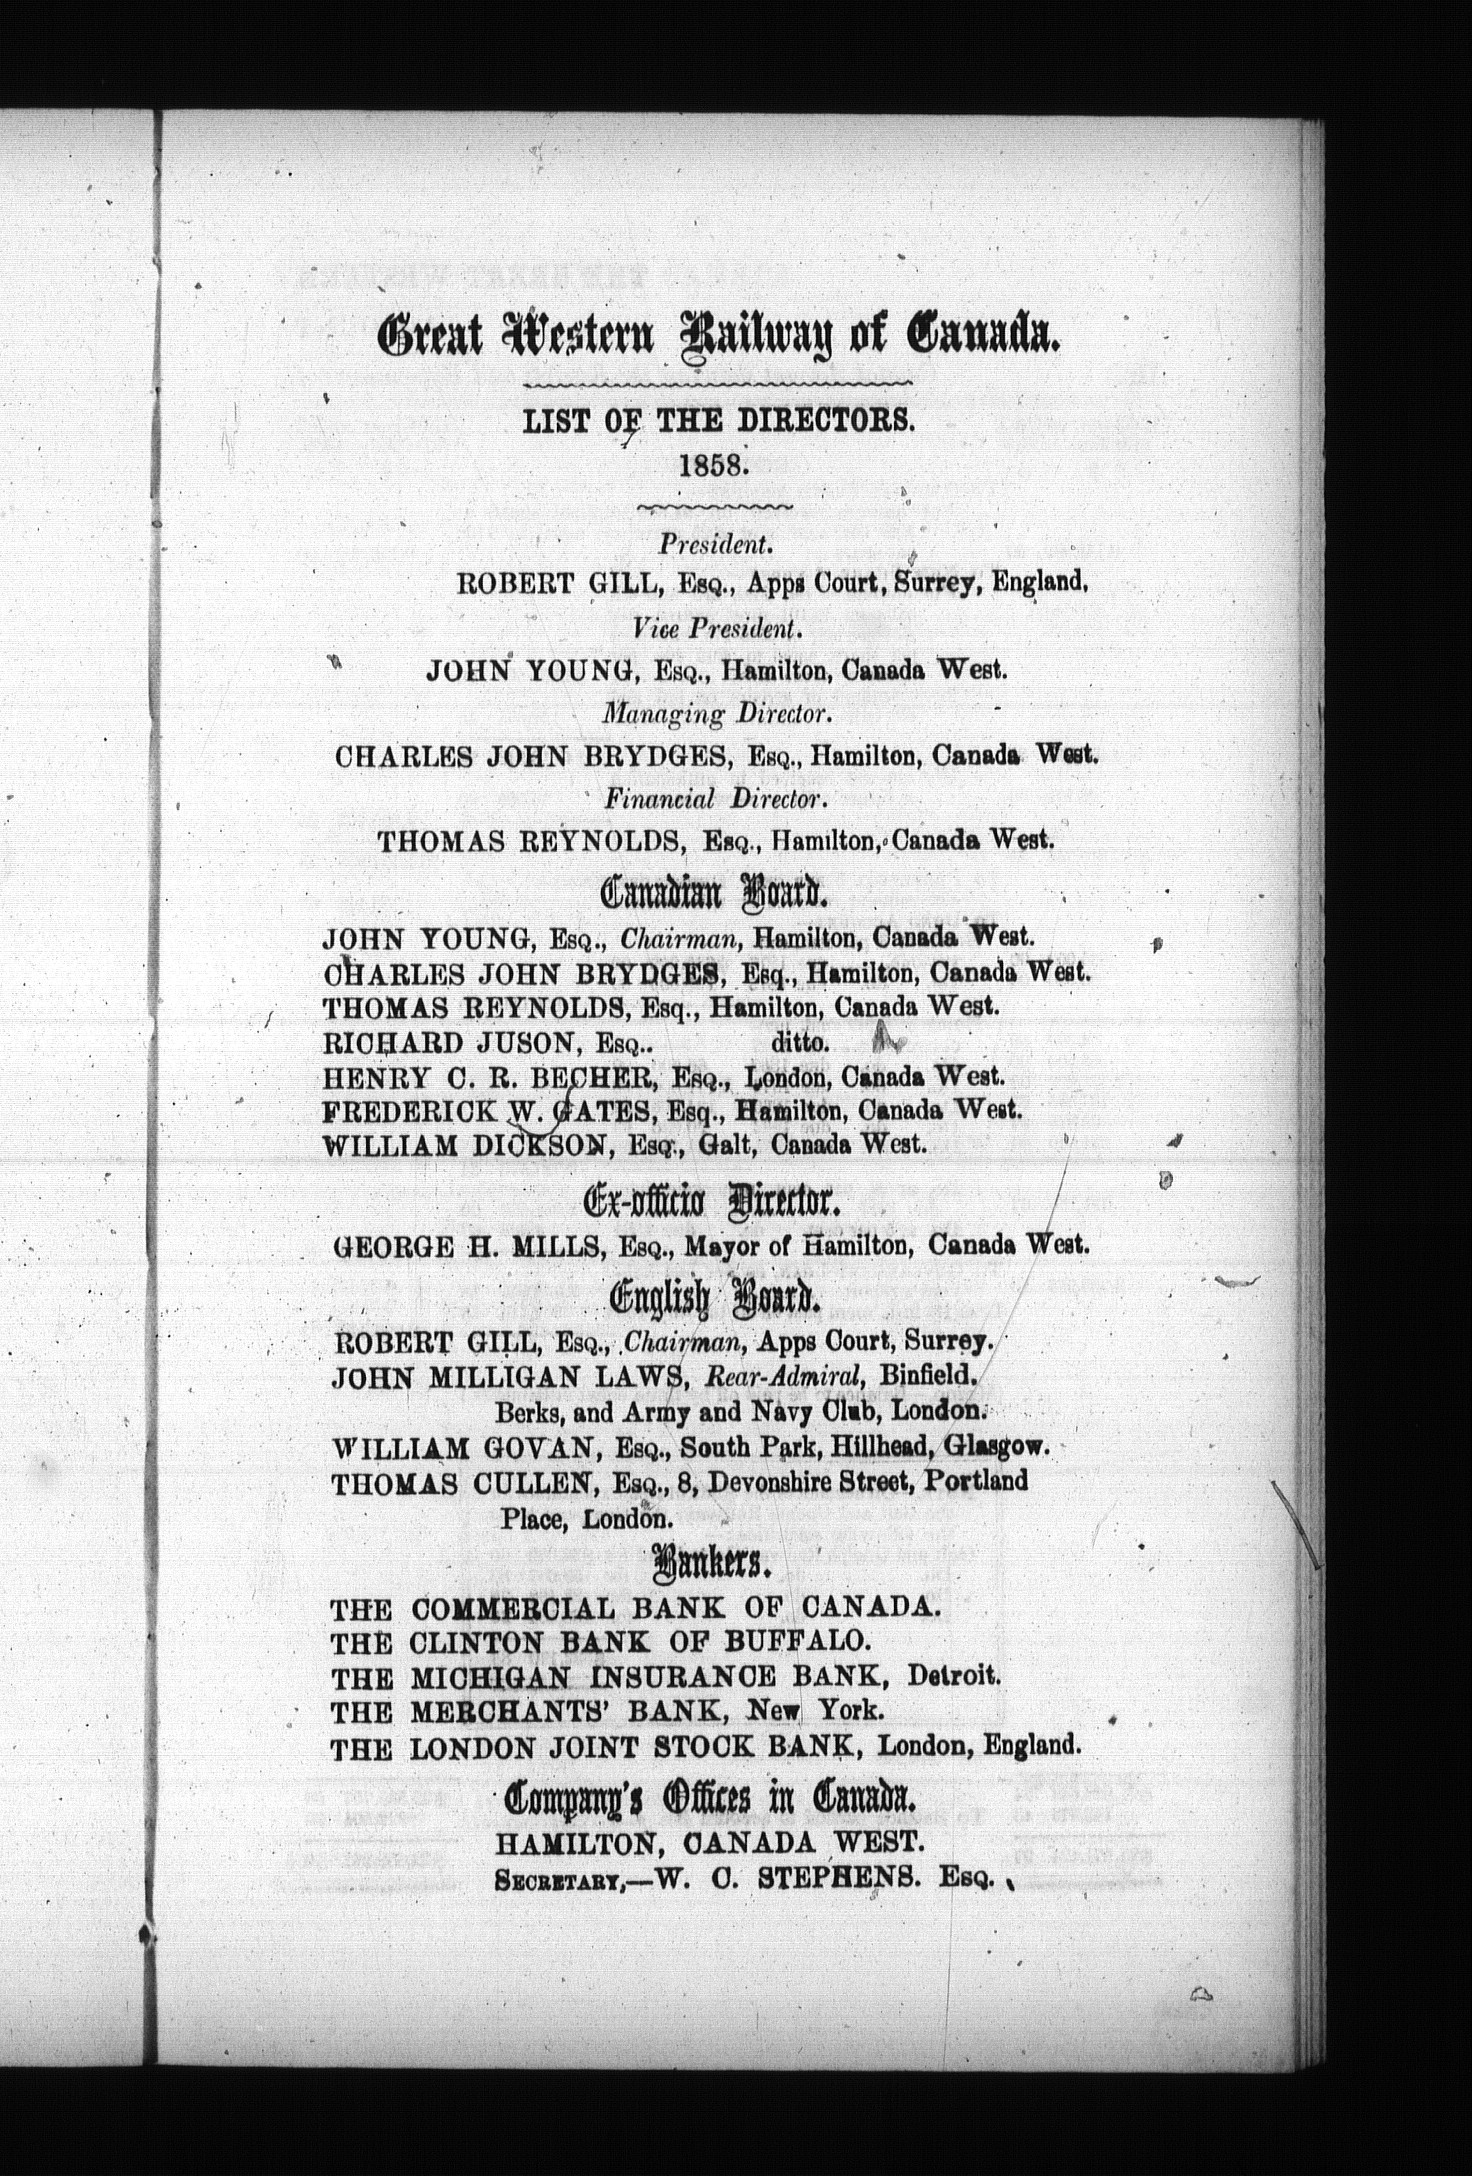 Great Western Railway of Canada.
LIST OF THE DIRECTORS.
1858.
President.
ROBERT GILL, Esq., Apps Court, Surrey, England,
Vice President.
JOHN YOUNG, Esq., Hamilton, Canada West.
Managing Director.
CHARLES JOHN BRYDGES, Esq., Hamilton, Canada West.
Financial Director.
THOMAS REYNOLDS, Esq., Hamilton, Canada West.
Canadian Board.
JOHN YOUNG, Esq., Chairman, Hamilton, Canada West.
CHARLES JOHN BRYDGES, Esq., Hamilton, Canada West.
THOMAS REYNOLDS, Esq., Hamilton, Canada West.
RICHARD JUSON, Esq.. ditto.
HENRY C. R. BECHER, Esq., London, Canada West.
FREDERICK W. GATES, Esq., Hamilton, Canada West.
WILLIAM DICKSON, Esq., Galt, Canada West.
Ex-officio Director.
GEORGE H. MILLS, Esq., Mayor of Hamilton, Canada West.
English Board.
ROBERT GILL, Esq., Chairman, Apps Court, Surrey.
JOHN MILLIGAN LAWS, Rear-Admiral, Binfield.
Berks, and Army and Navy Club, London.
WILLIAM GOVAN, Esq., South Park, Hillhead, Glasgow.
THOMAS CULLEN, Esq., 8, Devonshire Street, Portland
Place, London.
Bankers.
THE COMMERCIAL BANK OF CANADA.
THE CLINTON BANK OF BUFFALO.
THE MICHIGAN INSURANCE BANK, Detroit.
THE MERCHANTS' BANK, New York.
THE LONDON JOINT STOCK BANK, London, England.
Company's Offices in Canada.
HAMILTON, CANADA WEST.
Secretary,—W. C. STEPHENS. Esq.